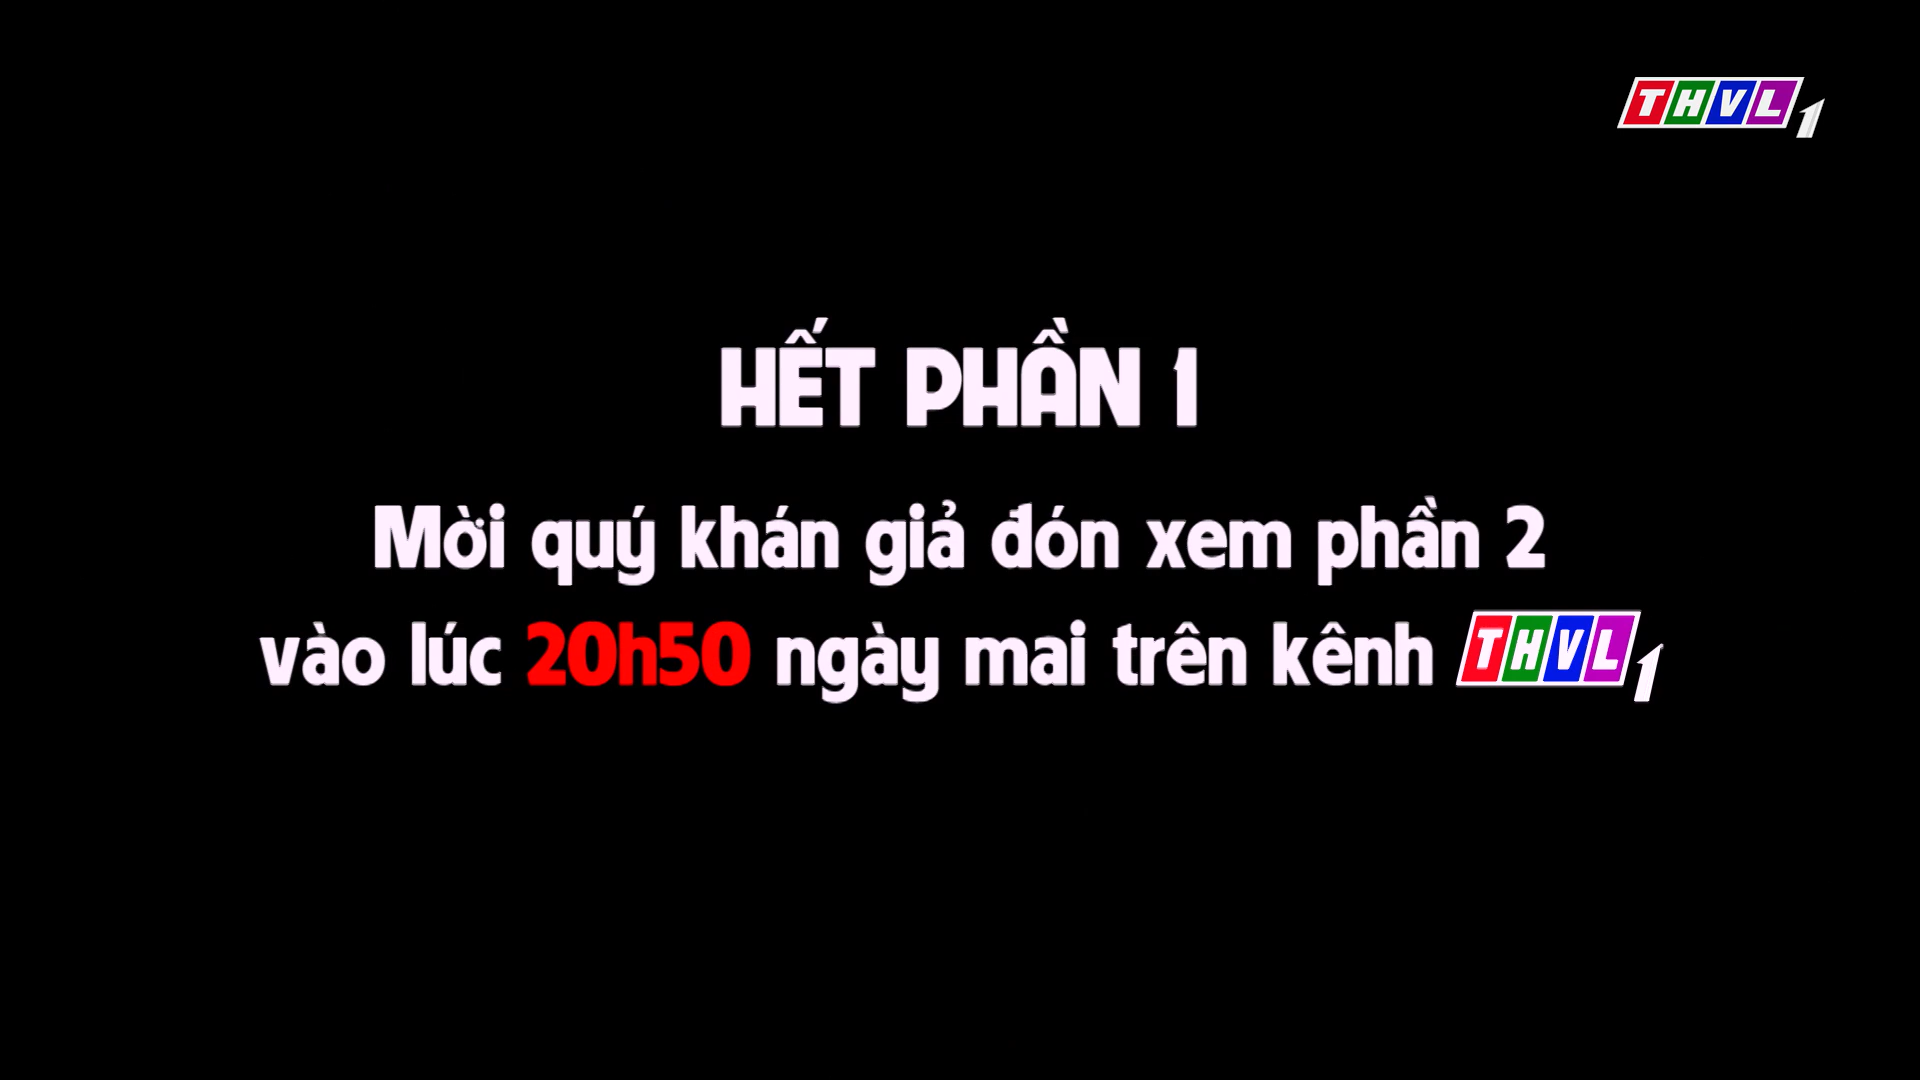 THVL1
HẾT PHẦN 1
Mời quý khán giả đón xem phần 2
vào lúc 20h50 ngày mai trên kênh THVL1